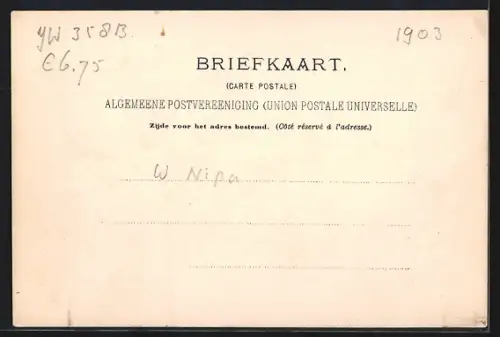 YW 358B.
€6.75
1903
BRIEFKAART.
(CARTE POSTALE)
ALGEMEENE POSTVEREENIGING (UNION POSTALE UNIVERSELLE)
Zijde voor het adres bestemd. (Côté réservé à l'adresse.)
W Nipa